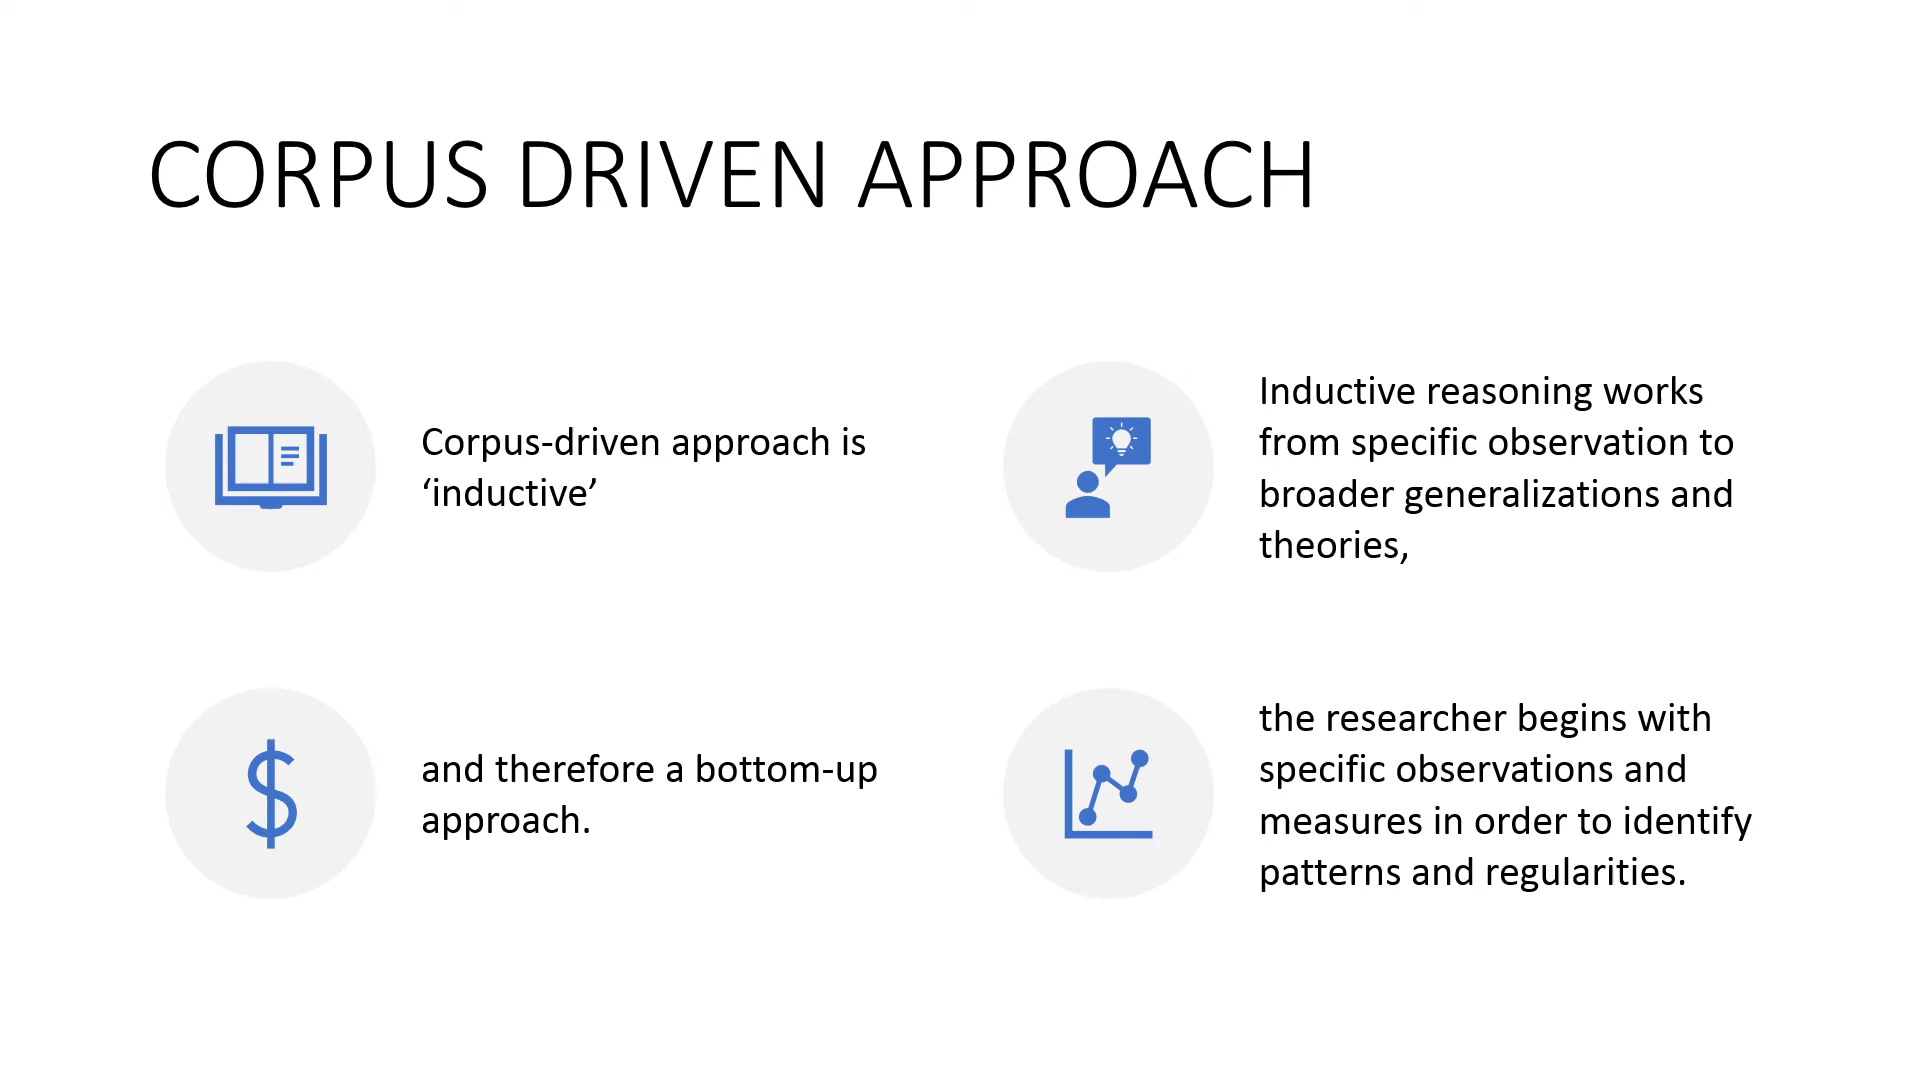 CORPUS DRIVEN APPROACH
Corpus-driven approach is
‘inductive’
Inductive reasoning works
from specific observation to
broader generalizations and
theories,
and therefore a bottom-up
approach.
the researcher begins with
specific observations and
measures in order to identify
patterns and regularities.